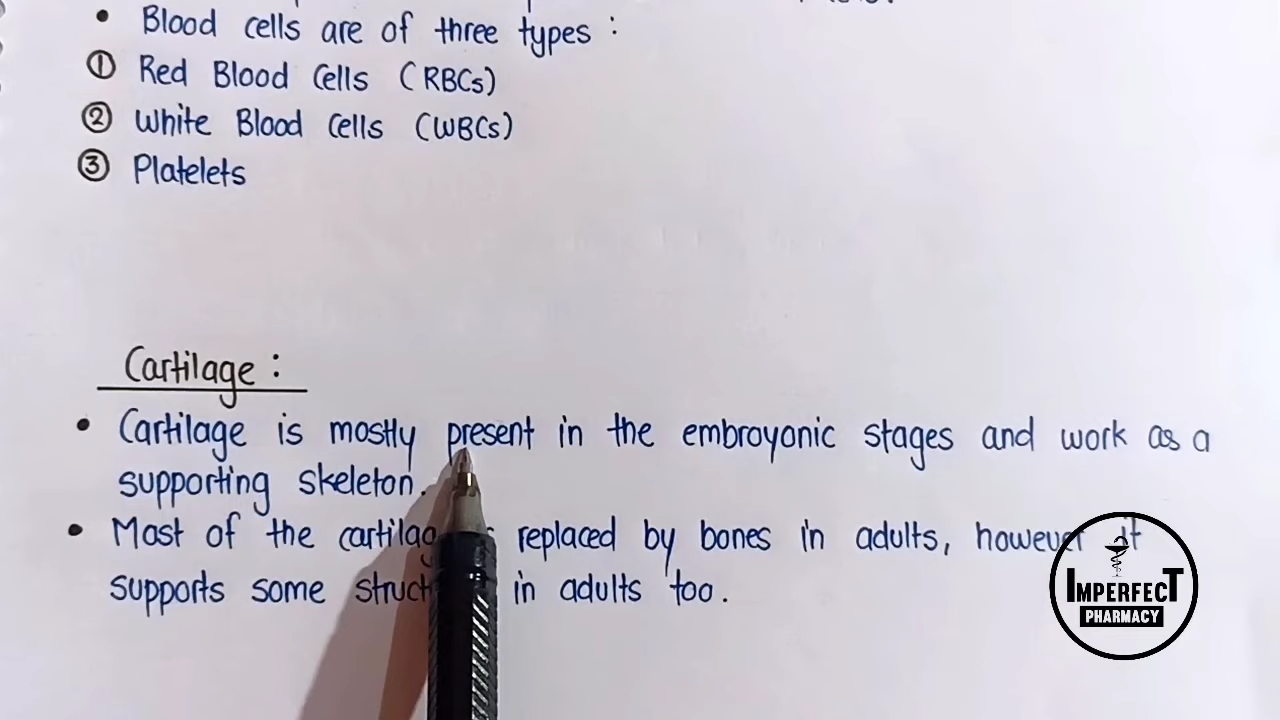 • Blood cells are of three types :
① Red Blood Cells (RBCs)
② White Blood Cells (WBCs)
③ Platelets
Cartilage :
• Cartilage is mostly present in the embroyonic stages and work as a
supporting skeleton.
• Most of the replaced by bones in adults, however it
supports some in adults too.
IMPERFECT
PHARMACY